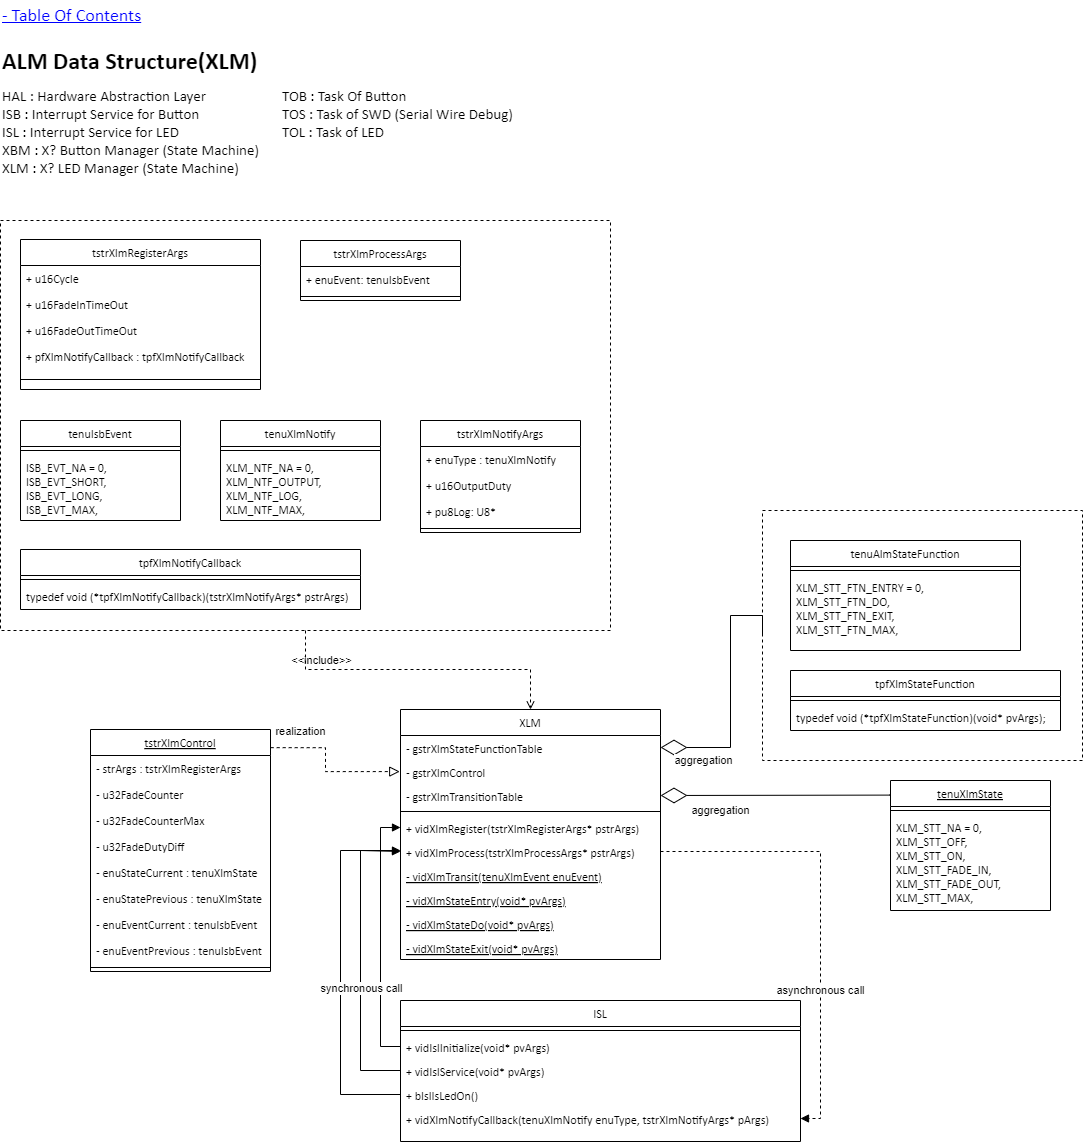 - Table Of Contents
ALM Data Structure(XLM)
HAL : Hardware Abstraction Layer
ISB : Interrupt Service for Button
ISL : Interrupt Service for LED
XBM : X? Button Manager (State Machine)
XLM : X? LED Manager (State Machine)
TOB : Task Of Button
TOS : Task of SWD (Serial Wire Debug)
TOL : Task of LED
tstrXlmRegisterArgs
+ u16Cycle
+ u16FadeInTimeOut
+ u16FadeOutTimeOut
+ pfXlmNotifyCallback : tpfXlmNotifyCallback
tstrXlmProcessArgs
+ enuEvent: tenuIsbEvent
tenuIsbEvent
ISB_EVT_NA = 0,
ISB_EVT_SHORT,
ISB_EVT_LONG,
ISB_EVT_MAX,
tenuXlmNotify
XLM_NTF_NA = 0,
XLM_NTF_OUTPUT,
XLM_NTF_LOG,
XLM_NTF_MAX,
tstrXlmNotifyArgs
+ enuType : tenuXlmNotify
+ u16OutputDuty
+ pu8Log: U8*
tpfXlmNotifyCallback
typedef void (*tpfXlmNotifyCallback)(tstrXlmNotifyArgs* pstrArgs)
<<include>>
tenuAlmStateFunction
XLM_STT_FTN_ENTRY = 0,
XLM_STT_FTN_DO,
XLM_STT_FTN_EXIT,
XLM_STT_FTN_MAX,
tpfXlmStateFunction
typedef void (*tpfXlmStateFunction)(void* pvArgs);
realization
tstrXlmControl
- strArgs : tstrXlmRegisterArgs
- u32FadeCounter
- u32FadeCounterMax
- u32FadeDutyDiff
- enuStateCurrent : tenuXlmState
- enuStatePrevious : tenuXlmState
- enuEventCurrent : tenuIsbEvent
- enuEventPrevious : tenuIsbEvent
XLM
- gstrXlmStateFunctionTable
- gstrXlmControl
- gstrXlmTransitionTable
+ vidXlmRegister(tstrXlmRegisterArgs* pstrArgs)
+ vidXlmProcess(tstrXlmProcessArgs* pstrArgs)
- vidXlmTransit(tenuXlmEvent enuEvent)
- vidXlmStateEntry(void* pvArgs)
- vidXlmStateDo(void* pvArgs)
- vidXlmStateExit(void* pvArgs)
aggregation
aggregation
tenuXlmState
XLM_STT_NA = 0,
XLM_STT_OFF,
XLM_STT_ON,
XLM_STT_FADE_IN,
XLM_STT_FADE_OUT,
XLM_STT_MAX,
synchronous call
asynchronous call
ISL
+ vidIslInitialize(void* pvArgs)
+ vidIslService(void* pvArgs)
+ bIslIsLedOn()
+ vidXlmNotifyCallback(tenuXlmNotify enuType, tstrXlmNotifyArgs* pArgs)